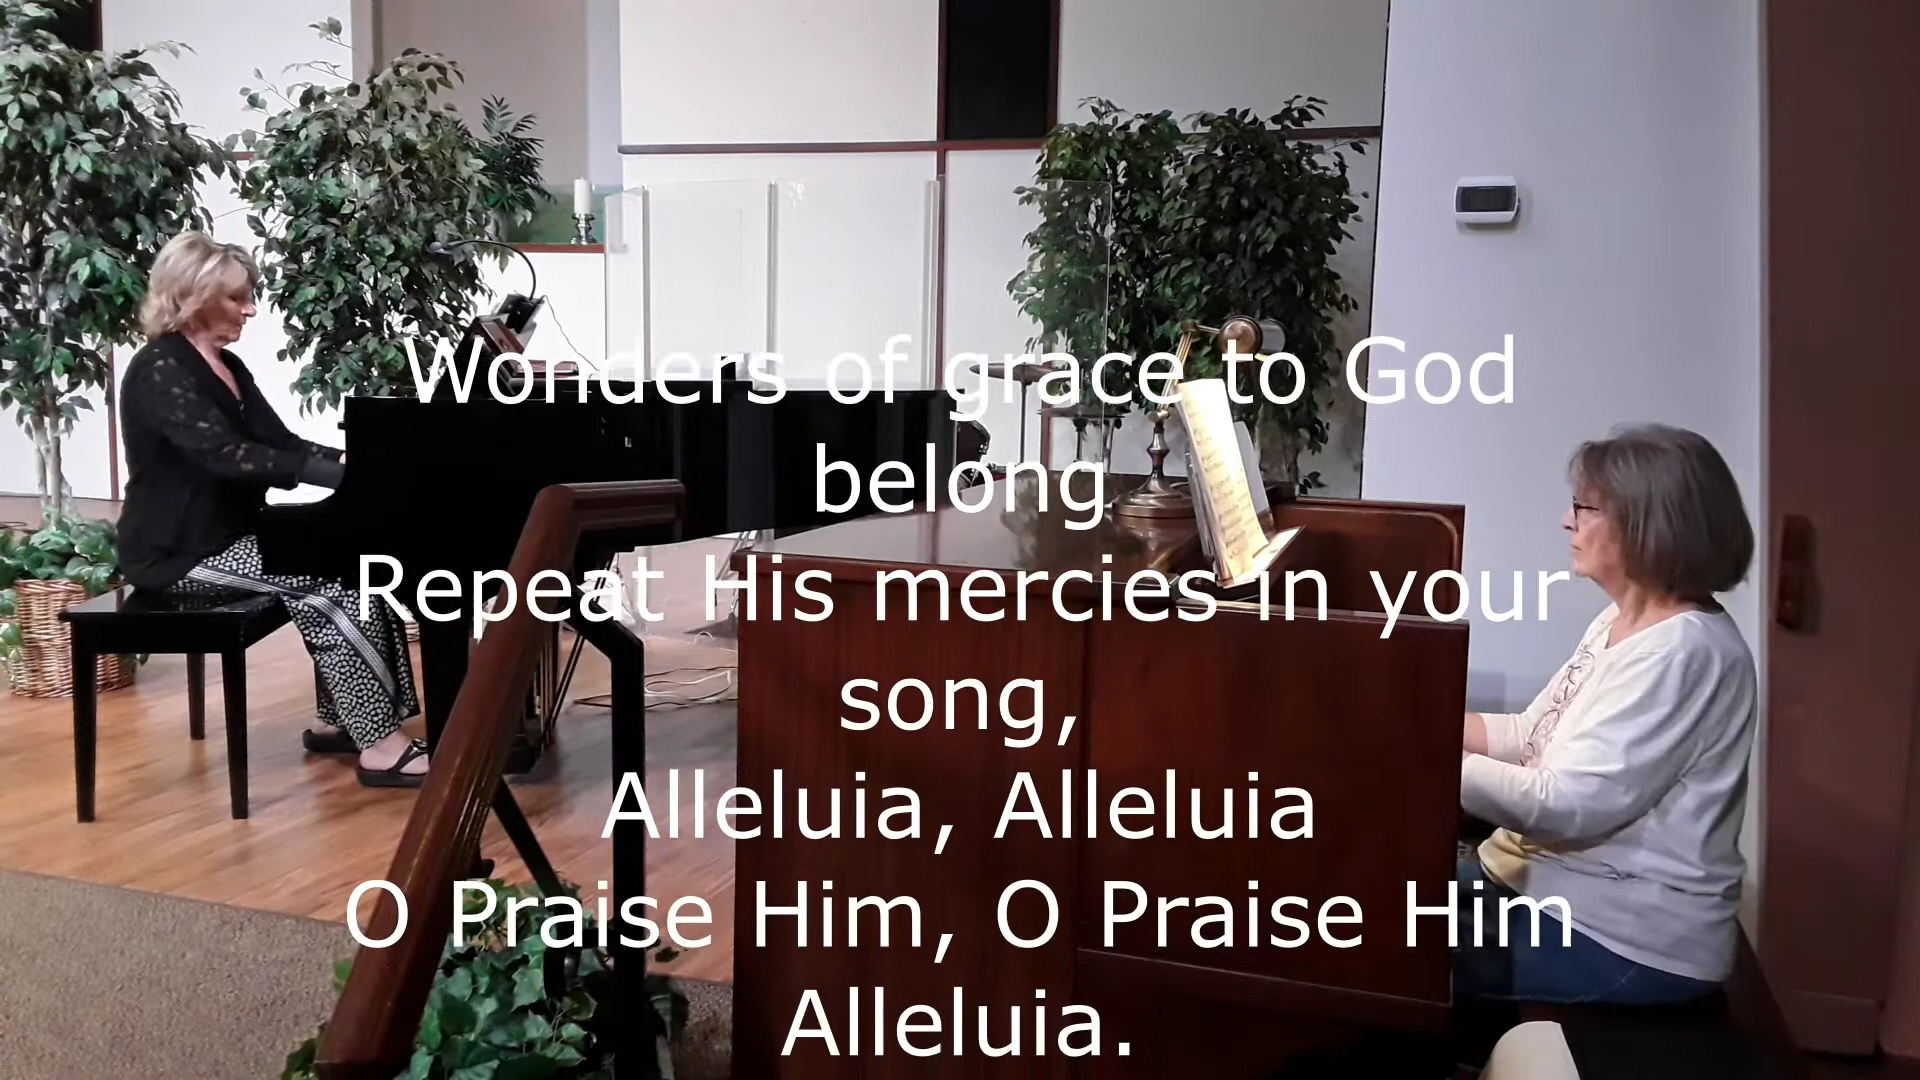 Wonders of grace to God
belong
Repeat His mercies in your
song,
Alleluia, Alleluia
O Praise Him, O Praise Him
Alleluia.